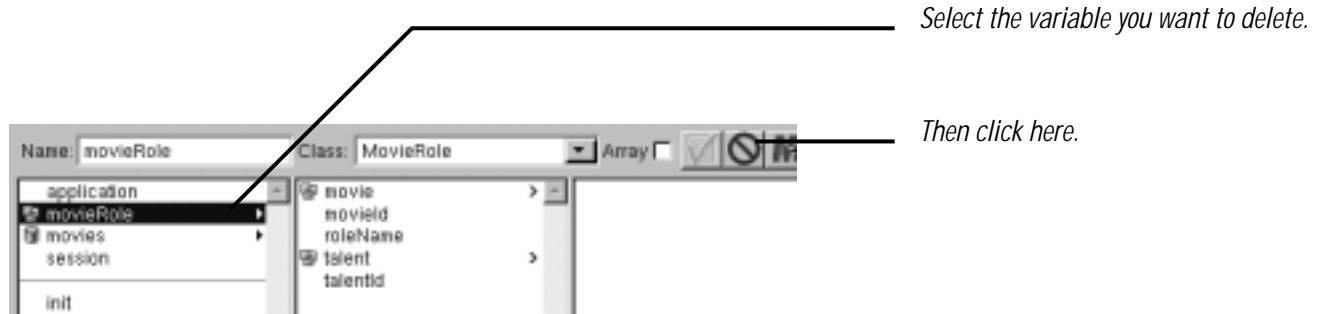 Select the variable you want to delete.
Then click here.
Name: movieRole Class: MovieRole Array
application
movieRole
movies
session
init
movie
movieId
roleName
talent
talentId